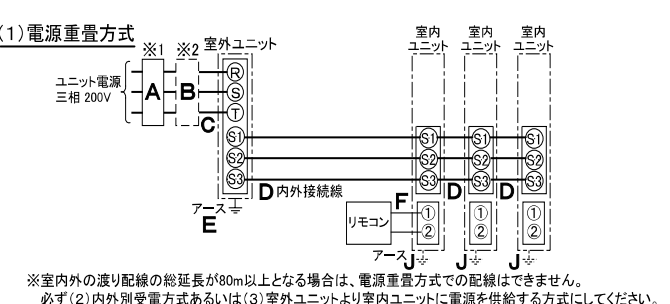 (1)電源重畳方式
※1 ※2 室外ユニット 室内ユニット 室内ユニット 室内ユニット
ユニット電源
三相 200V
A B C
R
S
T
S1 S1 S1 S1
S2 S2 S2 S2
S3 S3 S3 S3
D 内外接続線 F D D
アース
E
リモコン
① ① ①
② ② ②
アース J J J
※室内外の渡り配線の総延長が80m以上となる場合は、電源重畳方式での配線はできません。
必ず(2)内外別受電方式あるいは(3)室外ユニットより室内ユニットに電源を供給する方式にしてください。